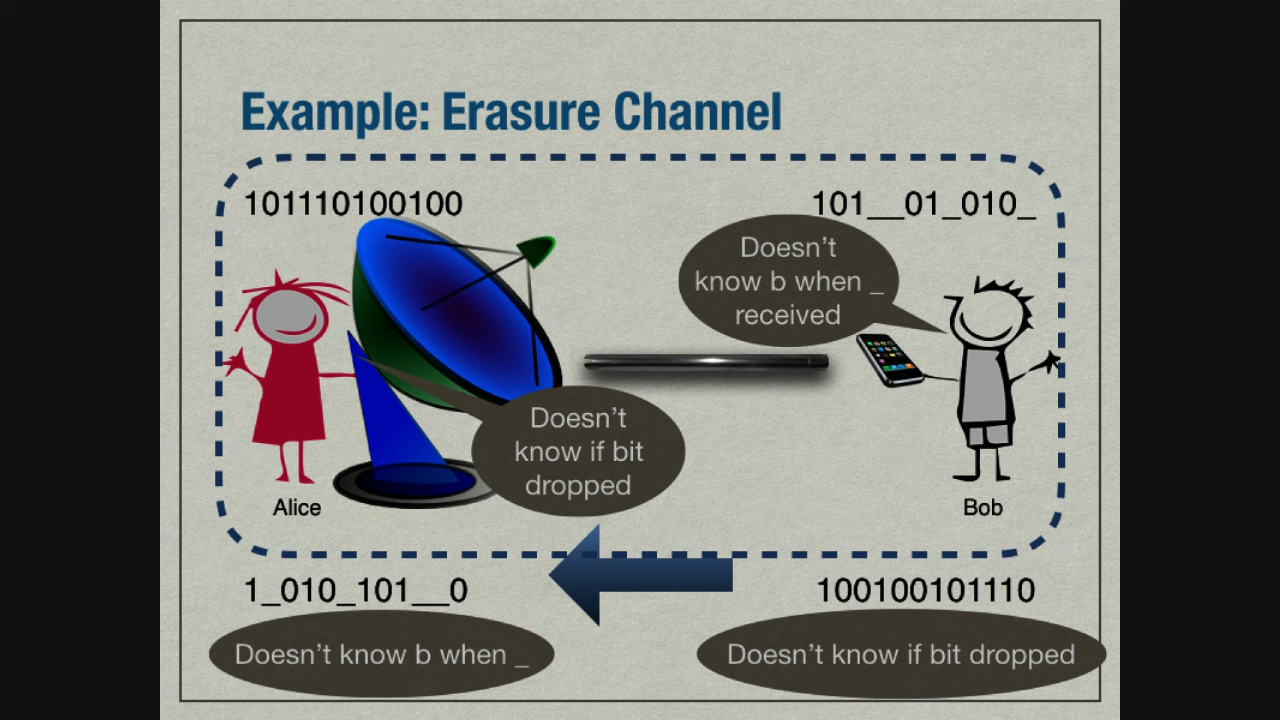 Example: Erasure Channel
101110100100
101__01_010_
Doesn't
know b when _
received
Doesn't
know if bit
dropped
Alice
Bob
1_010_101__0
100100101110
Doesn't know b when _
Doesn't know if bit dropped